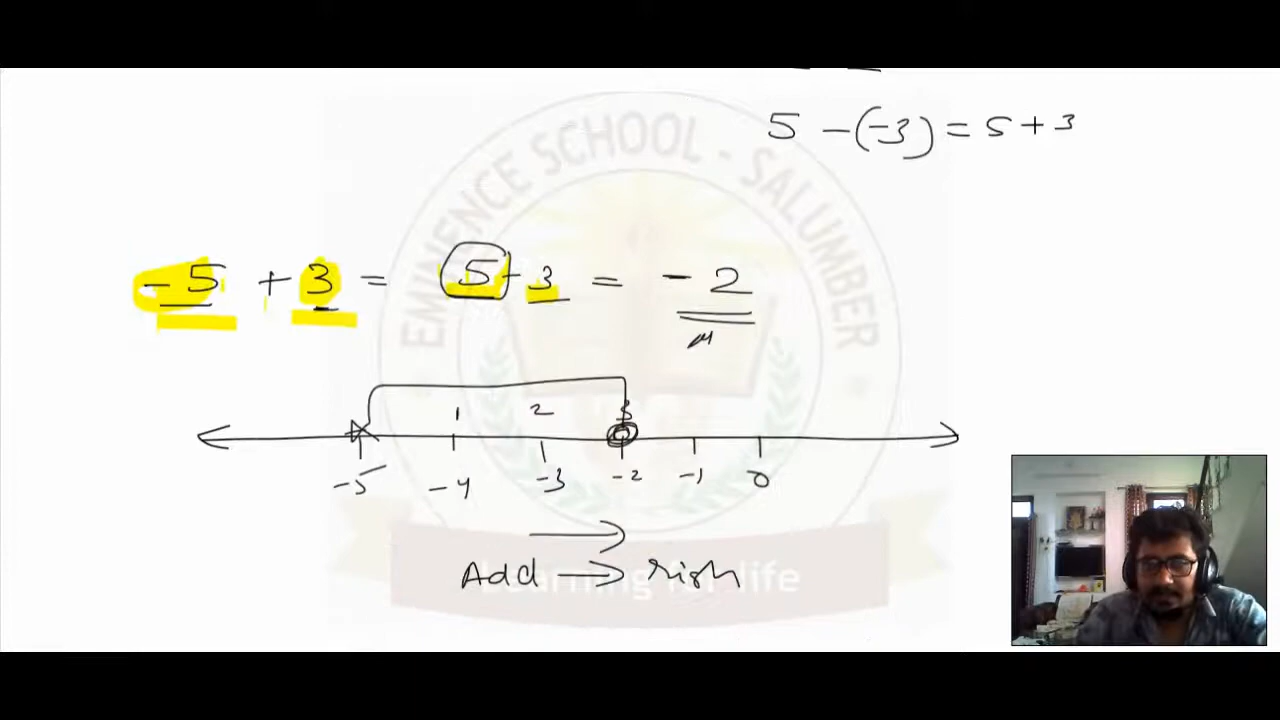 5 -(-3) = 5 + 3
EMINENCE SCHOOL - SALUMBER
-5 + 3 = 5 - 3 = -2
1 2 3
-5 -4 -3 -2 -1 0
Add → righ
Learning for life